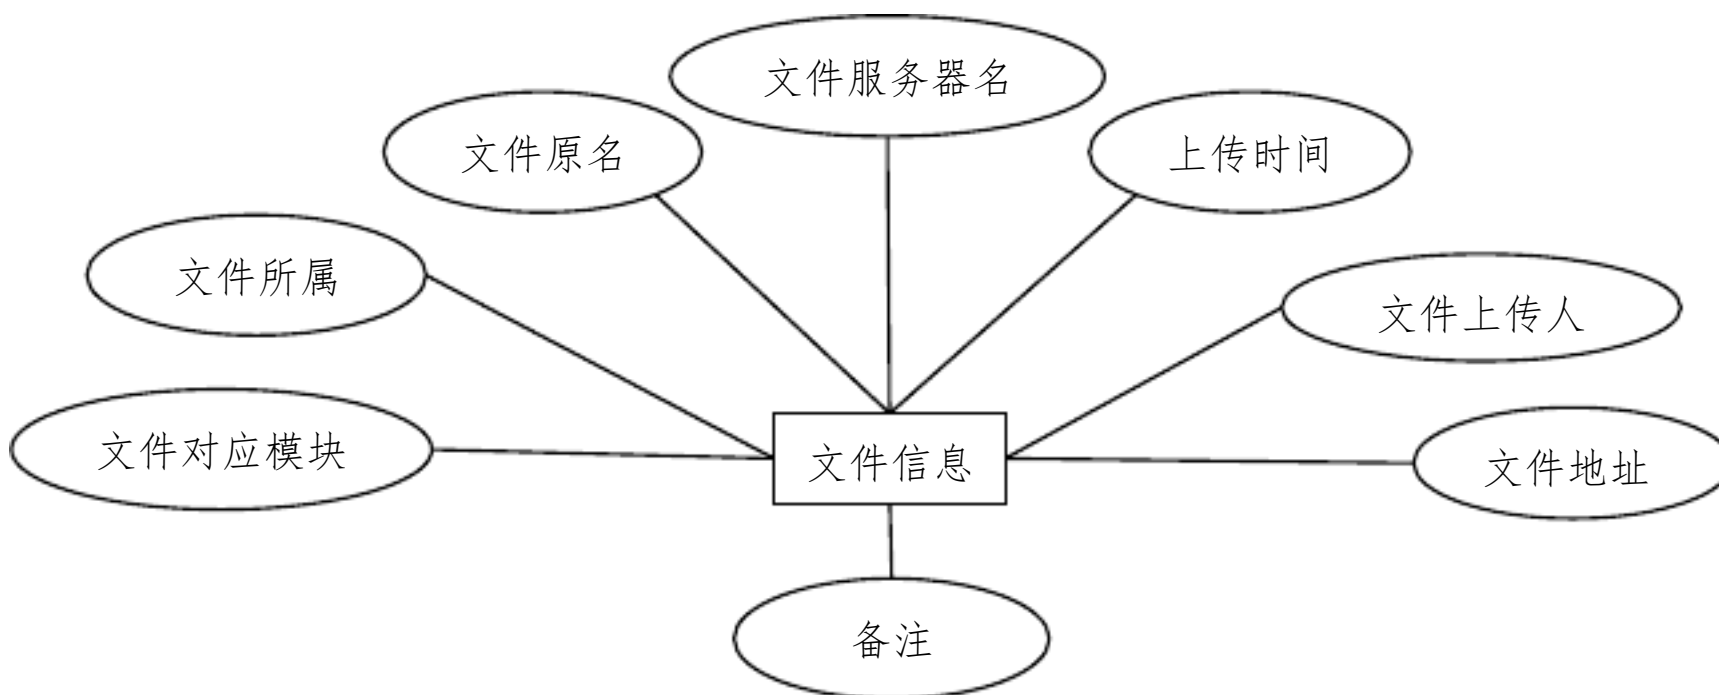 文件服务器名
文件原名
上传时间
文件所属
文件上传人
文件对应模块
文件信息
文件地址
备注